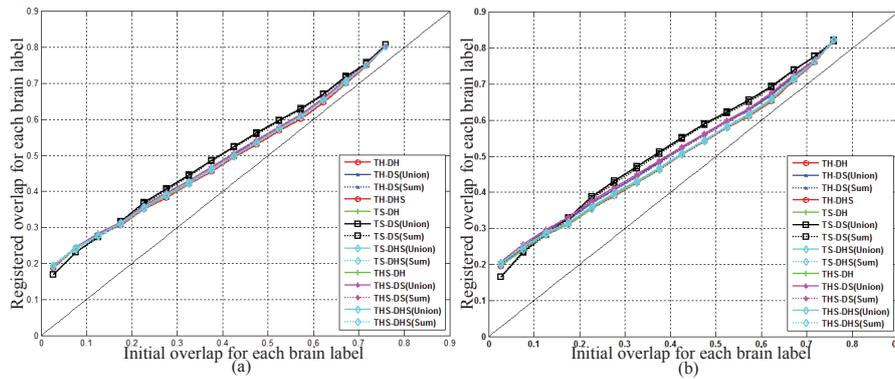 0.9
0.8
0.7
0.6
0.5
0.4
0.3
0.2
0.1
0
Registered overlap for each brain label
TH-DH
TH-DS(Union)
TH-DS(Sum)
TH-DHS
TS-DH
TS-DS(Union)
TS-DS(Sum)
TS-DHS(Union)
TS-DHS(Sum)
THS-DH
THS-DS(Union)
THS-DS(Sum)
THS-DHS(Union)
THS-DHS(Sum)
0 0.1 0.2 0.3 0.4 0.5 0.6 0.7 0.8 0.9
Initial overlap for each brain label
(a)
0.9
0.8
0.7
0.6
0.5
0.4
0.3
0.2
0.1
0
Registered overlap for each brain label
TH-DH
TH-DS(Union)
TH-DS(Sum)
TH-DHS
TS-DH
TS-DS(Union)
TS-DS(Sum)
TS-DHS(Union)
TS-DHS(Sum)
THS-DH
THS-DS(Union)
THS-DS(Sum)
THS-DHS(Union)
THS-DHS(Sum)
0 0.1 0.2 0.3 0.4 0.5 0.6 0.7 0.8
Initial overlap for each brain label
(b)